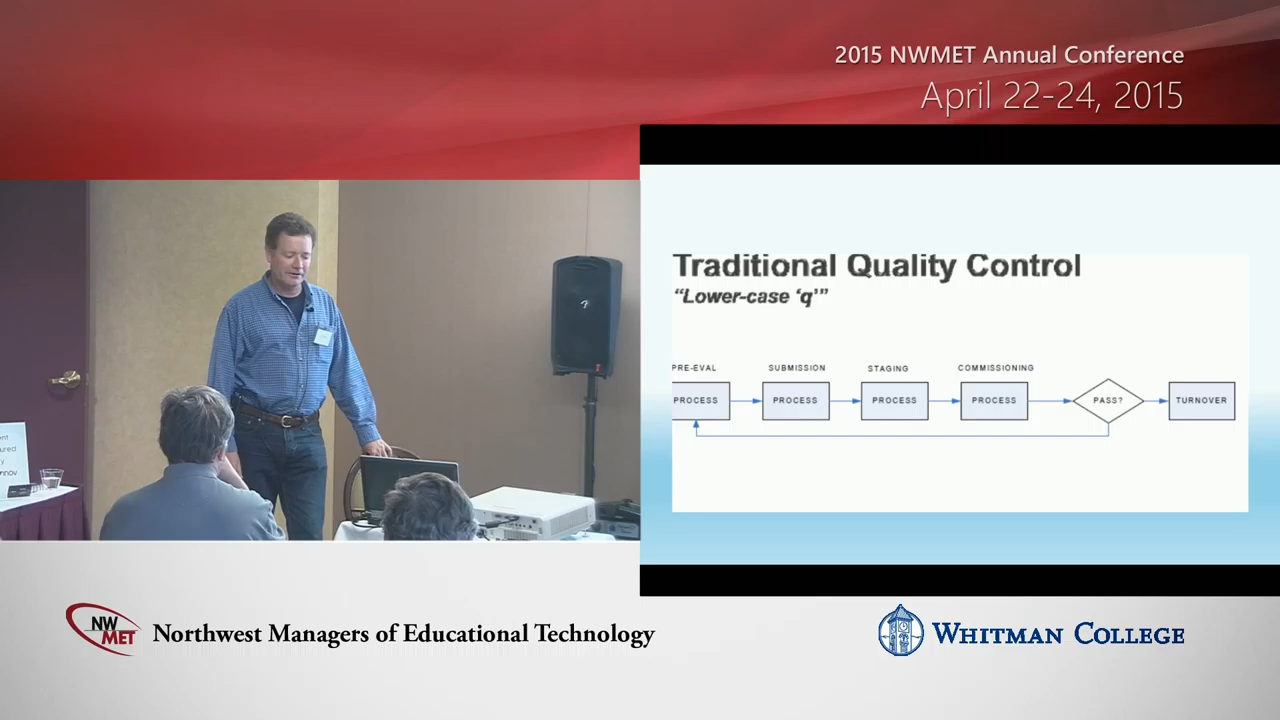 2015 NWMET Annual Conference
April 22-24, 2015
Traditional Quality Control
“Lower-case ‘q’”
PRE-EVAL SUBMISSION STAGING COMMISSIONING
PROCESS PROCESS PROCESS PROCESS PASS? TURNOVER
NW
MET
Northwest Managers of Educational Technology
WHITMAN COLLEGE